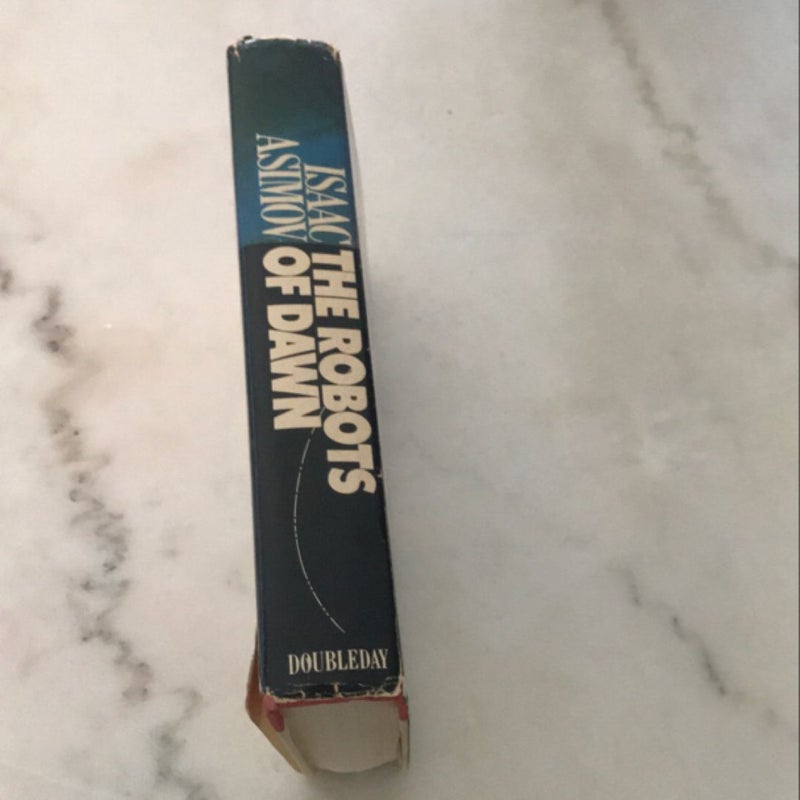 ISAAC
ASIMOV
THE ROBOTS
OF DAWN
DOUBLEDAY